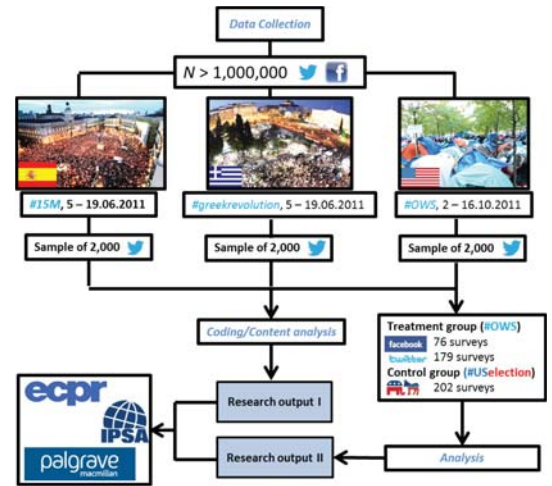 Data Collection
N > 1,000,000
#15M, 5 – 19.06.2011
#greekrevolution, 5 – 19.06.2011
#OWS, 2 – 16.10.2011
Sample of 2,000
Sample of 2,000
Sample of 2,000
Coding/Content analysis
Treatment group (#OWS)
facebook 76 surveys
twitter 179 surveys
Control group (#USelection)
202 surveys
ecpr
IPSA
palgrave
macmillan
Research output I
Research output II
Analysis